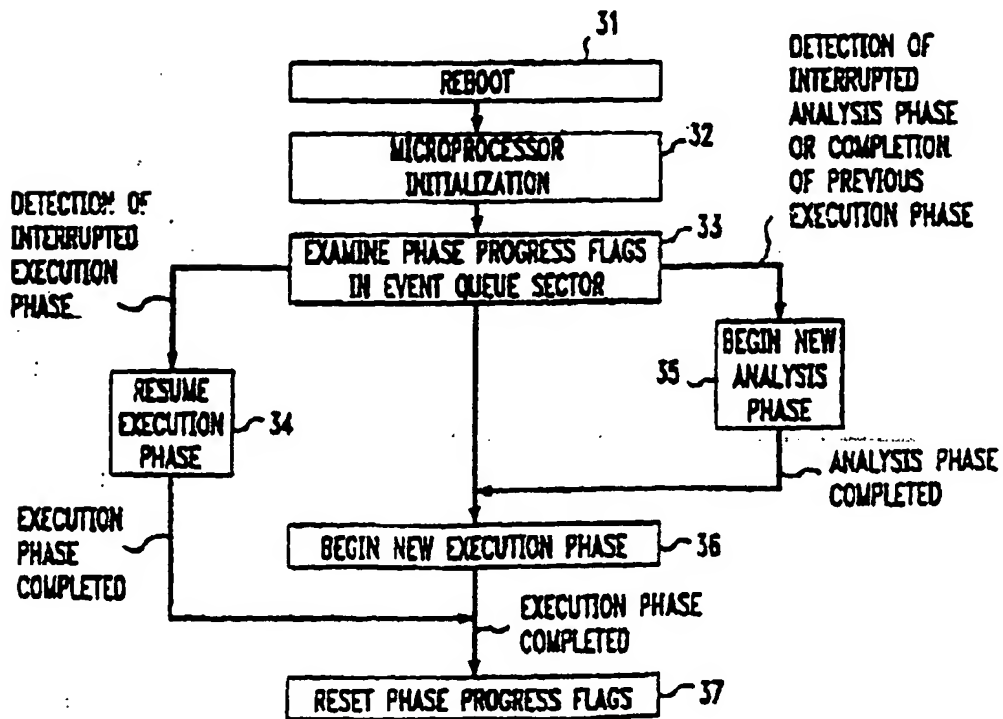 31
REBOOT
MICROPROCESSOR
INITIALIZATION
32
DETECTION OF
INTERRUPTED
ANALYSIS PHASE
OR COMPLETION
OF PREVIOUS
EXECUTION PHASE
DETECTION OF
INTERRUPTED
EXECUTION
PHASE
33
EXAMINE PHASE PROGRESS FLAGS
IN EVENT QUEUE SECTOR
RESUME
EXECUTION
PHASE
34
35
BEGIN NEW
ANALYSIS
PHASE
ANALYSIS PHASE
COMPLETED
EXECUTION
PHASE
COMPLETED
BEGIN NEW EXECUTION PHASE
36
EXECUTION PHASE
COMPLETED
RESET PHASE PROGRESS FLAGS
37